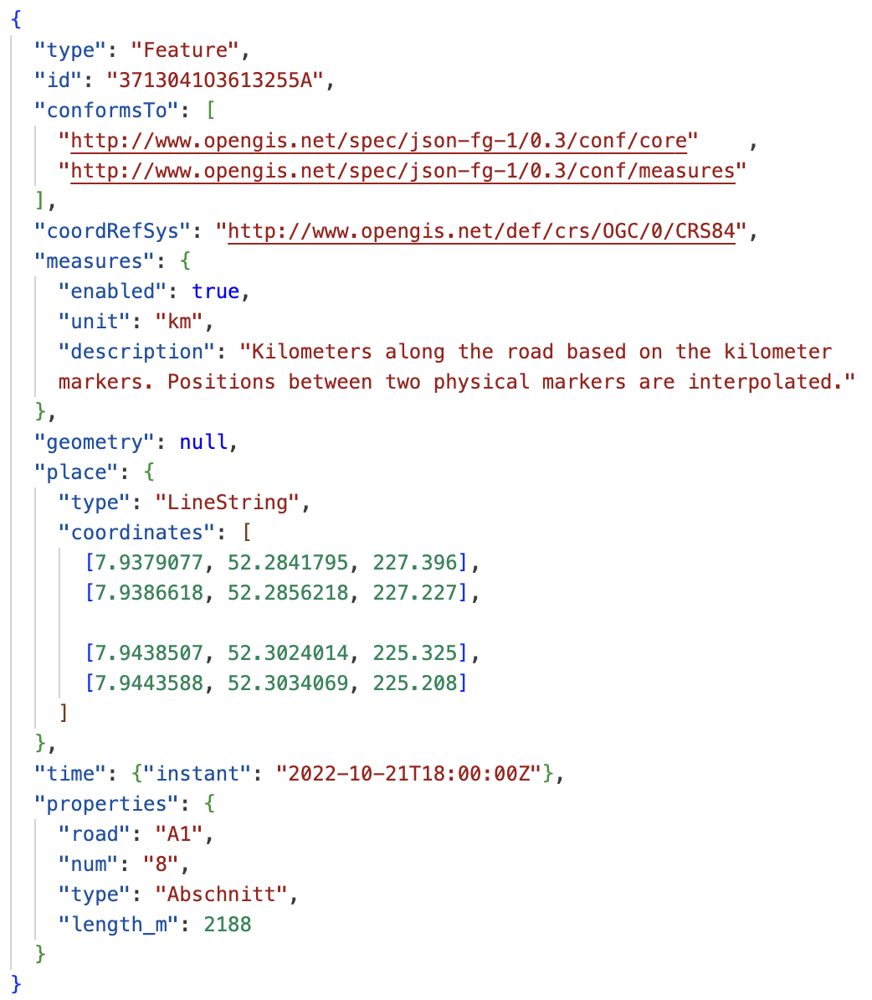 {
  "type": "Feature",
  "id": "371304103613255A",
  "conformsTo": [
    "http://www.opengis.net/spec/json-fg-1/0.3/conf/core"    ,
    "http://www.opengis.net/spec/json-fg-1/0.3/conf/measures"
  ],
  "coordRefSys": "http://www.opengis.net/def/crs/OGC/0/CRS84",
  "measures": {
    "enabled": true,
    "unit": "km",
    "description": "Kilometers along the road based on the kilometer
    markers. Positions between two physical markers are interpolated."
  },
  "geometry": null,
  "place": {
    "type": "LineString",
    "coordinates": [
      [7.9379077, 52.2841795, 227.396],
      [7.9386618, 52.2856218, 227.227],

      [7.9438507, 52.3024014, 225.325],
      [7.9443588, 52.3034069, 225.208]
    ]
  },
  "time": {"instant": "2022-10-21T18:00:00Z"},
  "properties": {
    "road": "A1",
    "num": "8",
    "type": "Abschnitt",
    "length_m": 2188
  }
}